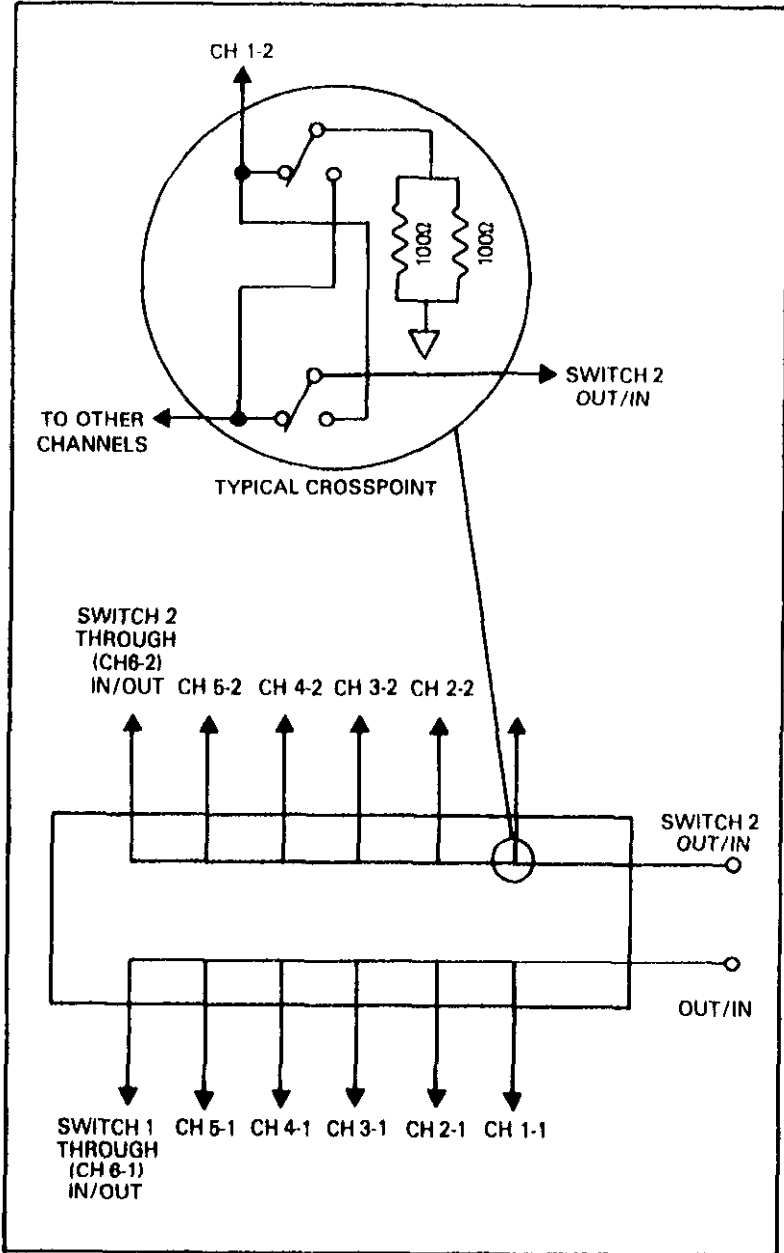 CH 1-2
100Ω
100Ω
SWITCH 2
OUT/IN
TO OTHER
CHANNELS
TYPICAL CROSSPOINT
SWITCH 2
THROUGH
(CH6-2)
IN/OUT CH 5-2 CH 4-2 CH 3-2 CH 2-2
SWITCH 2
OUT/IN
OUT/IN
SWITCH 1 CH 5-1 CH 4-1 CH 3-1 CH 2-1 CH 1-1
THROUGH
(CH 6-1)
IN/OUT